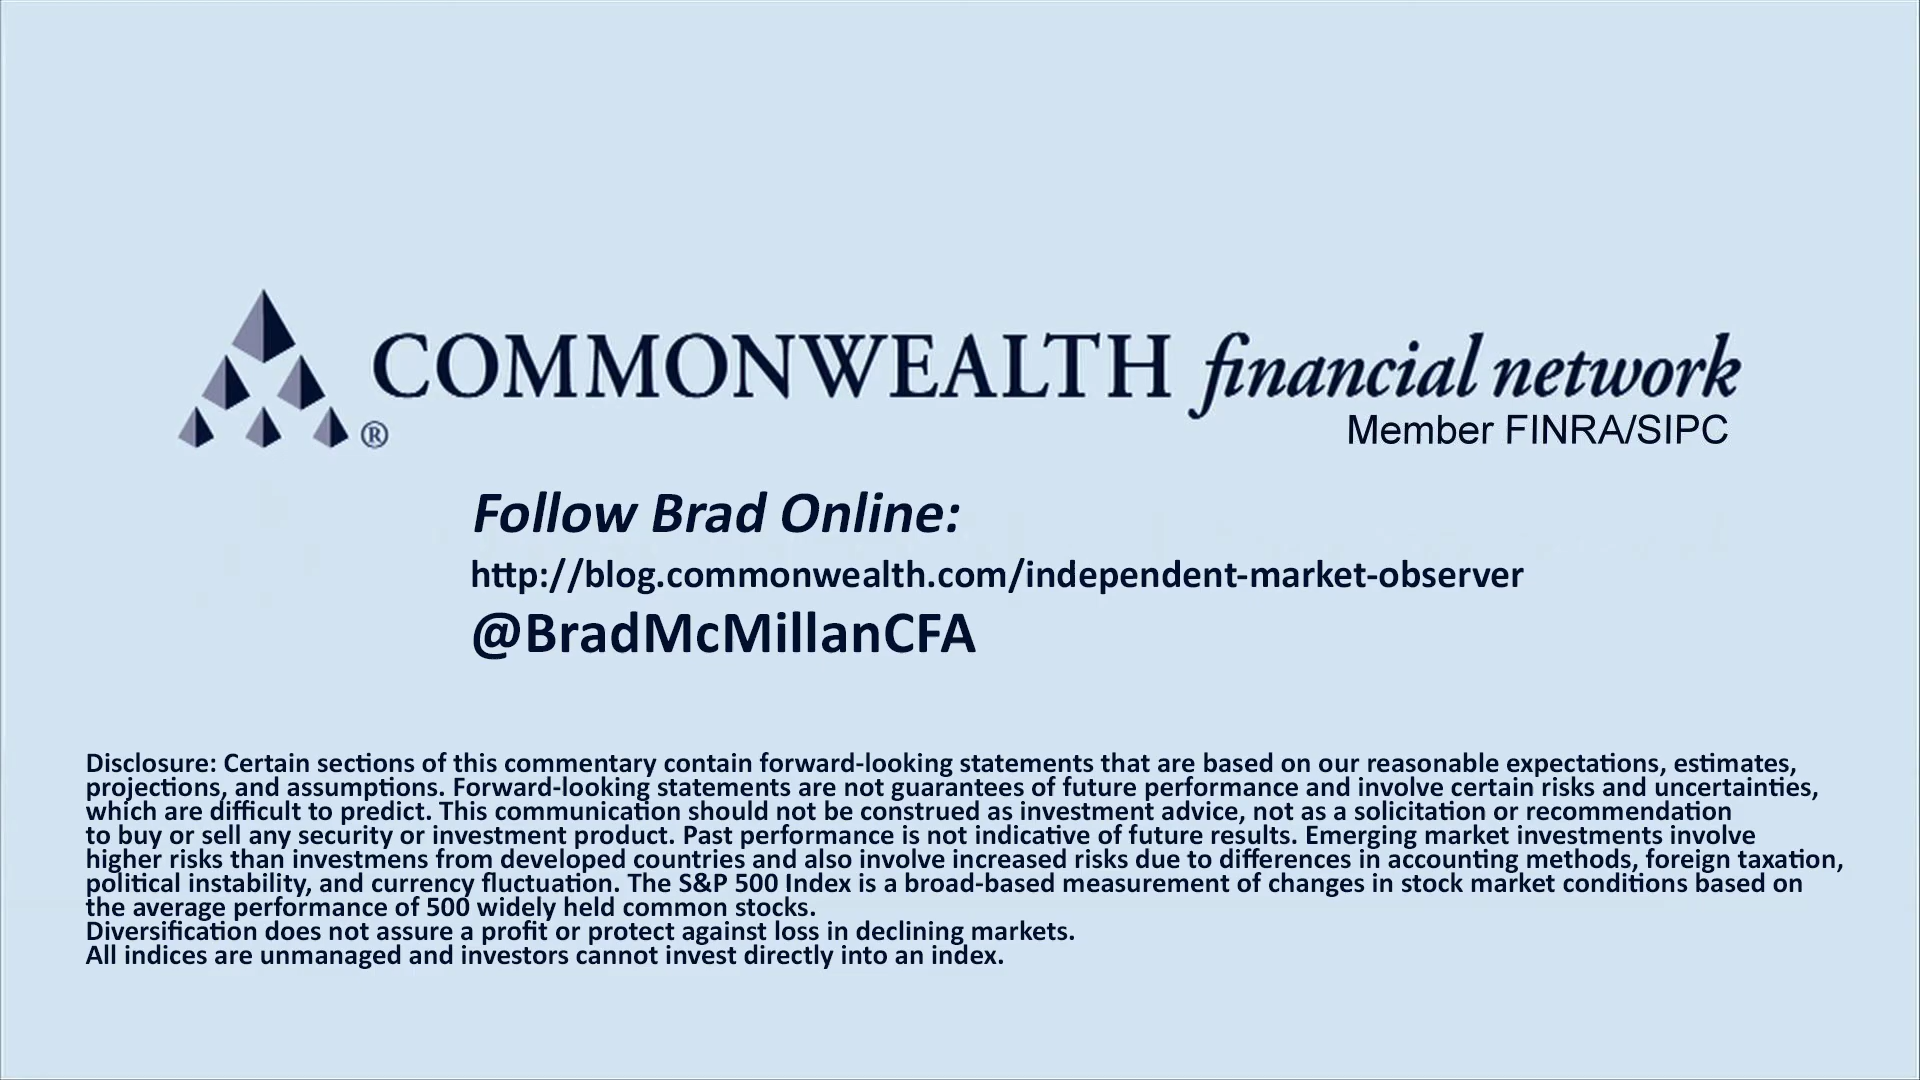 COMMONWEALTH financial network
®
Member FINRA/SIPC
Follow Brad Online:
http://blog.commonwealth.com/independent-market-observer
@BradMcMillanCFA
Disclosure: Certain sections of this commentary contain forward-looking statements that are based on our reasonable expectations, estimates,
projections, and assumptions. Forward-looking statements are not guarantees of future performance and involve certain risks and uncertainties,
which are difficult to predict. This communication should not be construed as investment advice, not as a solicitation or recommendation
to buy or sell any security or investment product. Past performance is not indicative of future results. Emerging market investments involve
higher risks than investmens from developed countries and also involve increased risks due to differences in accounting methods, foreign taxation,
political instability, and currency fluctuation. The S&P 500 Index is a broad-based measurement of changes in stock market conditions based on
the average performance of 500 widely held common stocks.
Diversification does not assure a profit or protect against loss in declining markets.
All indices are unmanaged and investors cannot invest directly into an index.